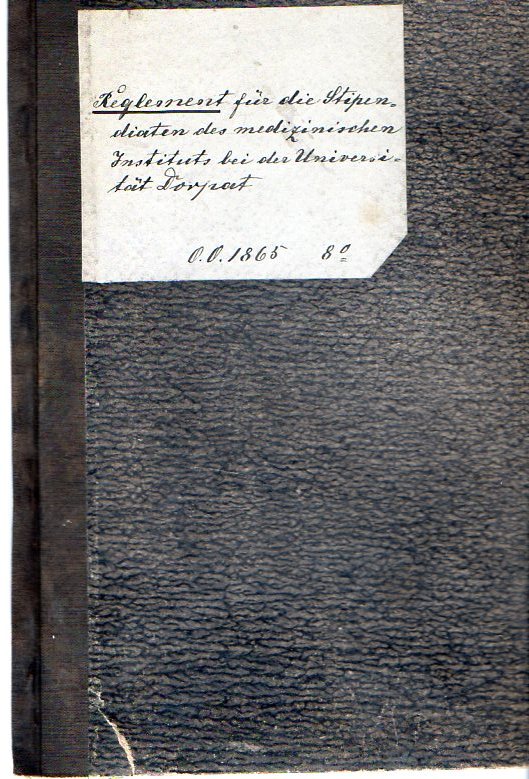 Reglement für die Stipen-
diaten des medizinischen
Instituts bei der Universi-
tät Dorpat
O.O. 1865 8º